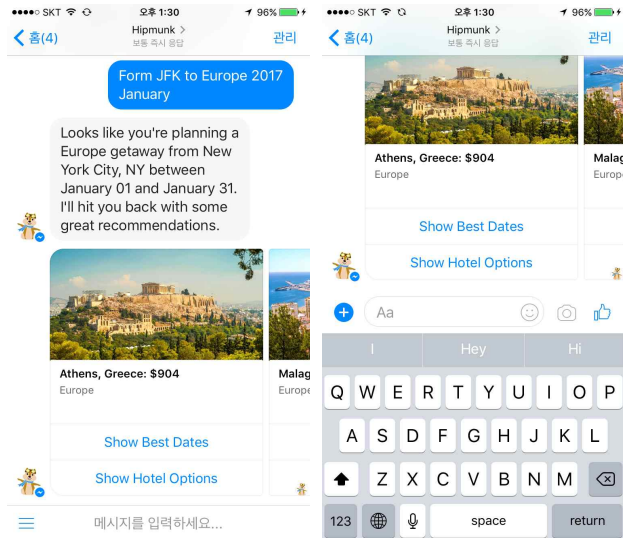 SKT
오후 1:30
96%
홈(4)
Hipmunk
보통 즉시 응답
관리
Form JFK to Europe 2017
January
Looks like you're planning a
Europe getaway from New
York City, NY between
January 01 and January 31.
I'll hit you back with some
great recommendations.
Athens, Greece: $904
Europe
Malag
Europe
Show Best Dates
Show Hotel Options
메시지를 입력하세요...
SKT
오후 1:30
96%
홈(4)
Hipmunk
보통 즉시 응답
관리
Athens, Greece: $904
Europe
Malag
Europ
Show Best Dates
Show Hotel Options
Aa
I Hey Hi
Q W E R T Y U I O P
A S D F G H J K L
Z X C V B N M
123 space return